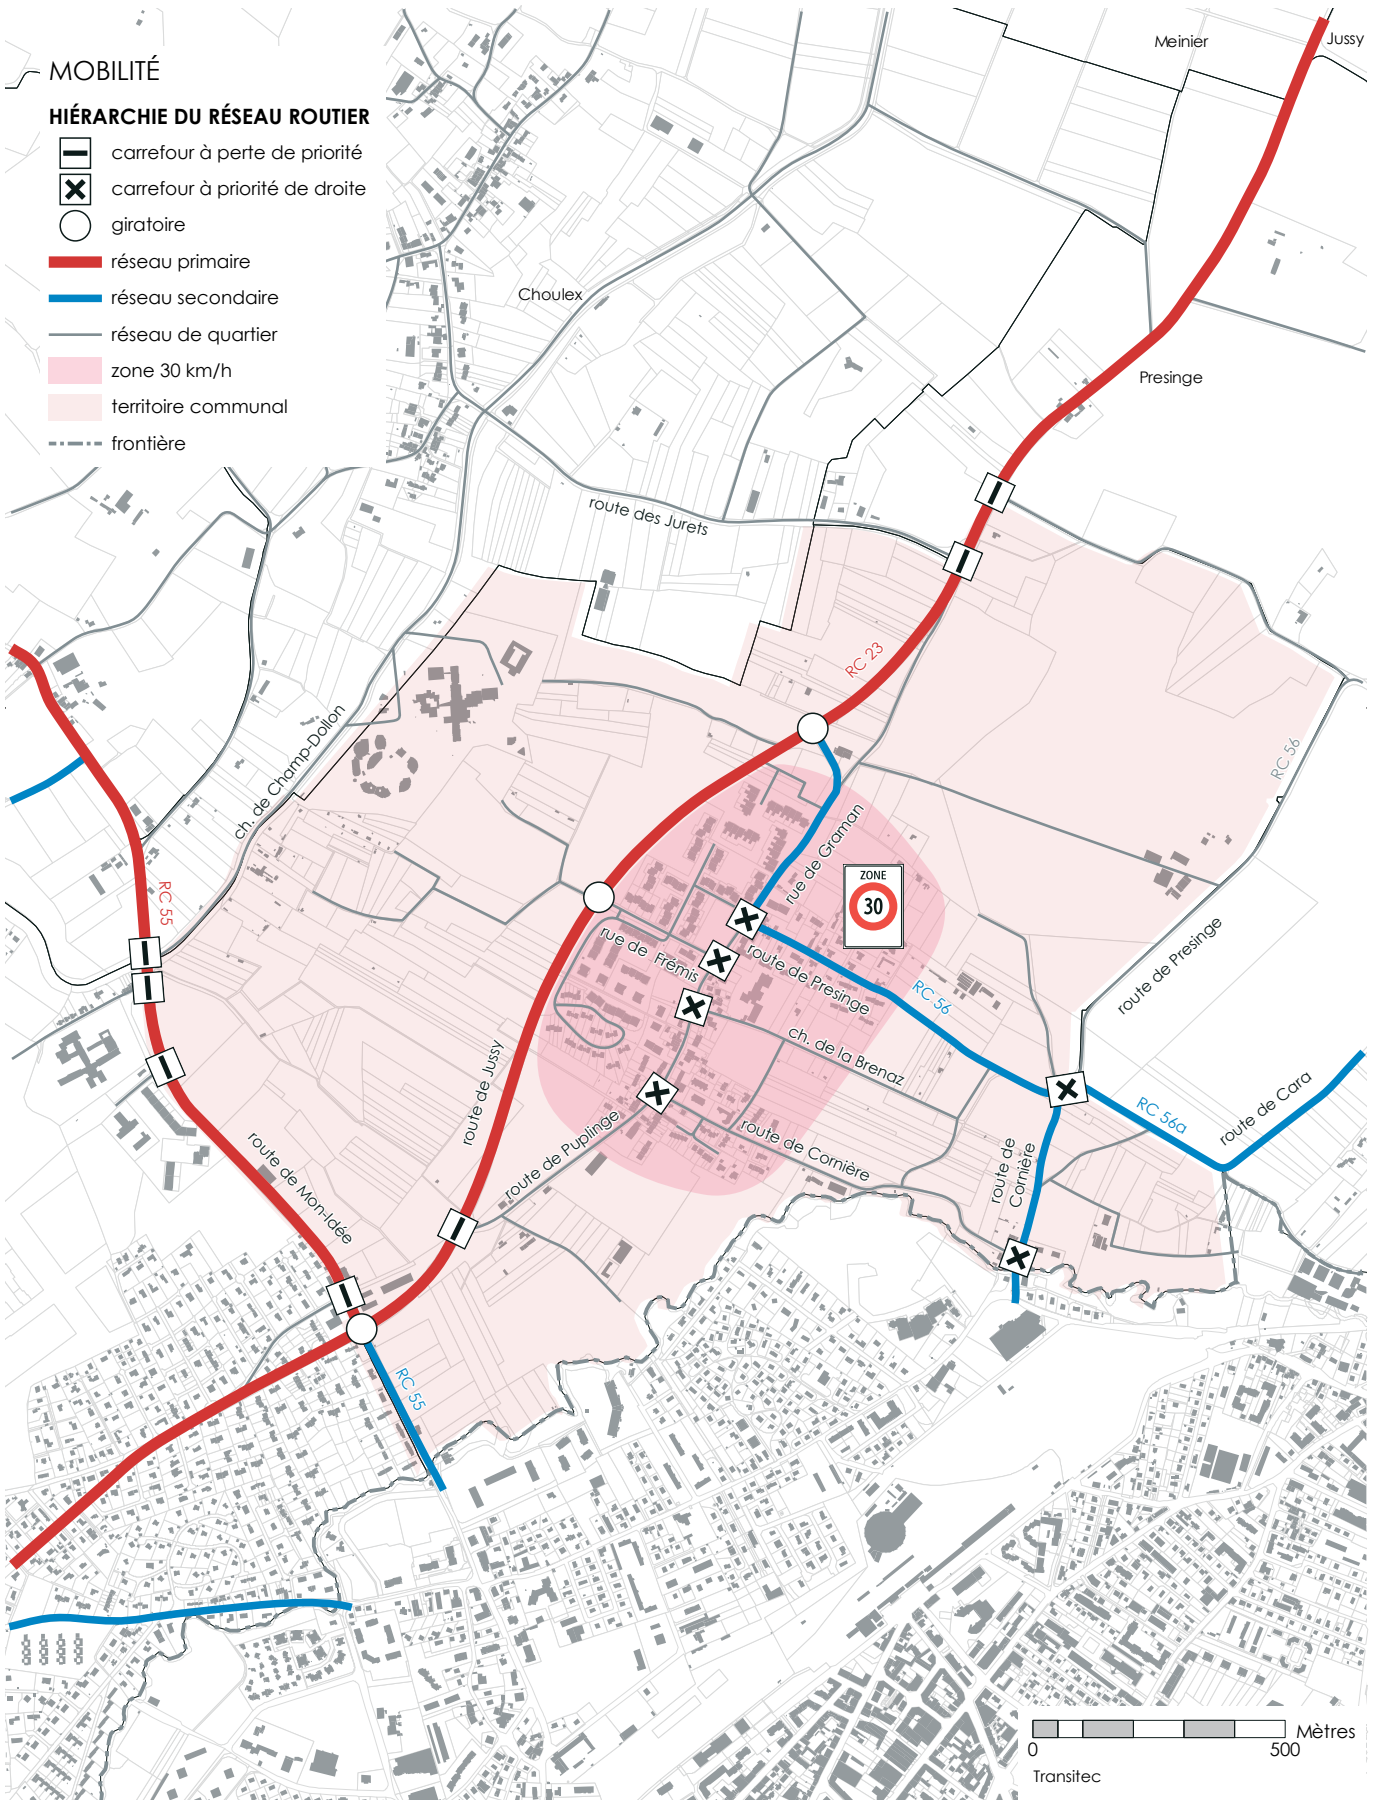 MOBILITÉ
HIÉRARCHIE DU RÉSEAU ROUTIER
carrefour à perte de priorité
carrefour à priorité de droite
giratoire
réseau primaire
réseau secondaire
réseau de quartier
zone 30 km/h
territoire communal
frontière
Meinier
Jussy
Choulex
Presinge
route des Jurets
RC 23
RC 56
ch. de Champ-Dollon
rue de Graman
ZONE
30
RC 55
rue de Frémis
route de Presinge
RC 56
route de Presinge
ch. de la Brenaz
route de Jussy
RC 56a
route de Cara
route de Puplinge
route de Cornière
route de
Cornière
route de Mon-Idée
RC 55
Mètres
0
500
Transitec